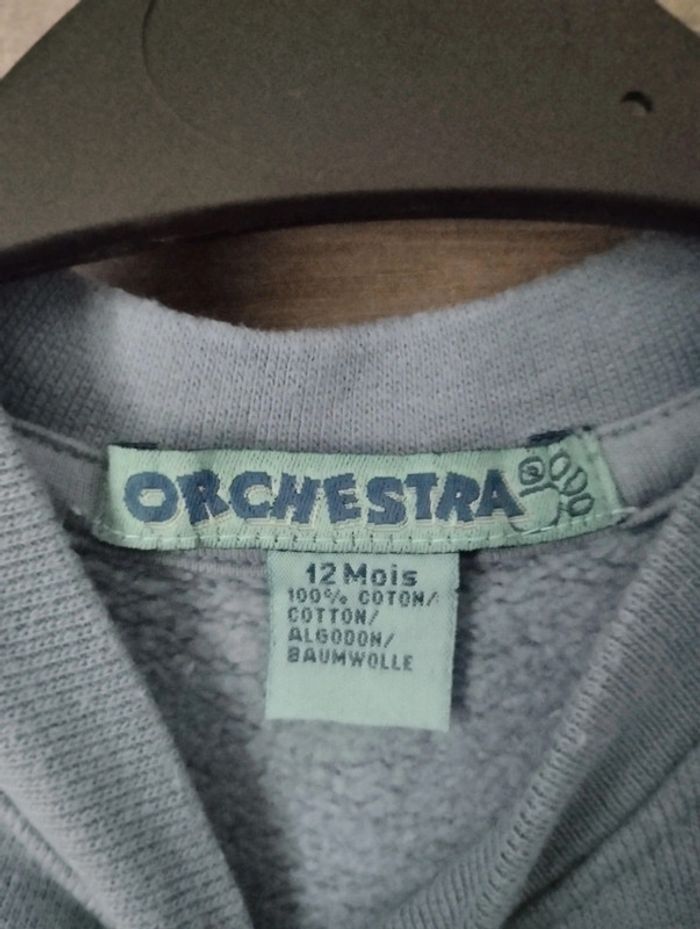 ORCHESTRA
12 Mois
100% COTON/
COTTON/
ALGODON/
BAUMWOLLE